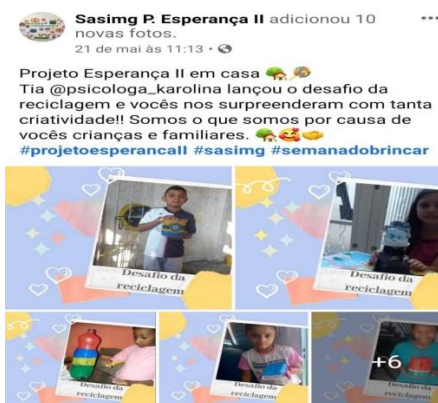 Sasimg P. Esperança II adicionou 10
novas fotos.
21 de mai às 11:13 •
Projeto Esperança II em casa 🏡🪁
Tia @psicologa_karolina lançou o desafio da
reciclagem e vocês nos surpreenderam com tanta
criatividade!! Somos o que somos por causa de
vocês crianças e familiares. 🏡🥰🤝
#projetoesperancaII #sasimg #semanadobrincar
Desafio da
reciclagem
Desafio da
reciclagem
Desafio da
reciclagem
Desafio da
reciclagem
+6
Desafio da
reciclagem